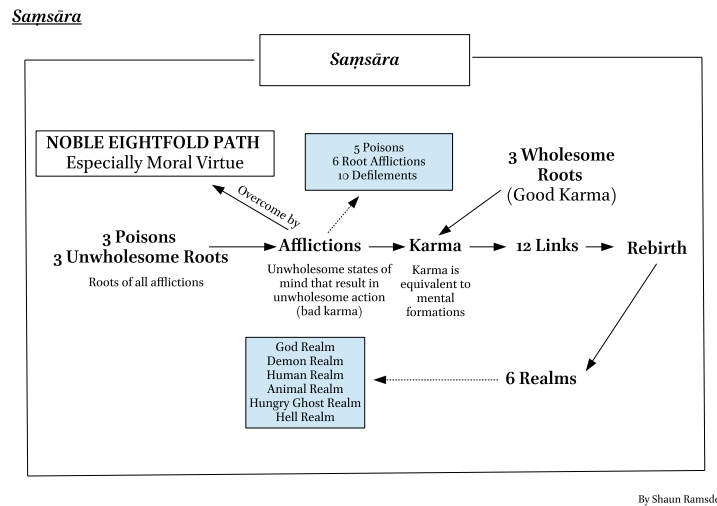 Saṃsāra
Saṃsāra
NOBLE EIGHTFOLD PATH
Especially Moral Virtue
5 Poisons
6 Root Afflictions
10 Defilements
3 Wholesome
Roots
(Good Karma)
Overcome by
3 Poisons
3 Unwholesome Roots
Roots of all afflictions
Afflictions
Unwholesome states of
mind that result in
unwholesome action
(bad karma)
Karma
Karma is
equivalent to
mental
formations
12 Links
Rebirth
God Realm
Demon Realm
Human Realm
Animal Realm
Hungry Ghost Realm
Hell Realm
6 Realms
By Shaun Ramsde